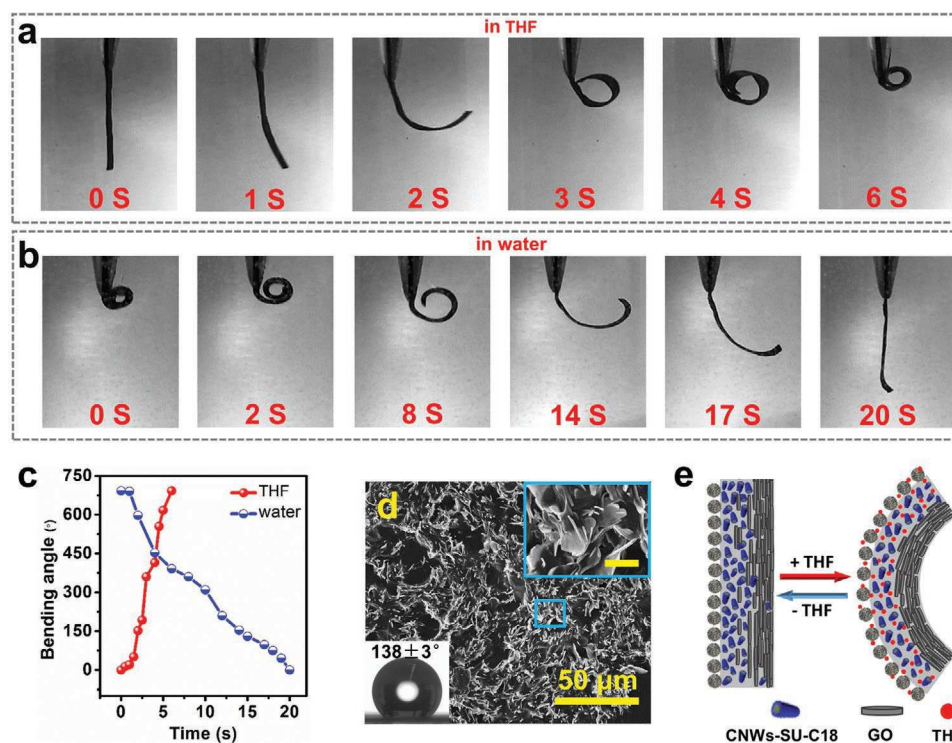 a
in THF
0 S
1 S
2 S
3 S
4 S
6 S
b
in water
0 S
2 S
8 S
14 S
17 S
20 S
c
750
600
450
300
150
0
Bending angle (°)
THF
water
0
5
10
15
20
Time (s)
d
138±3°
50 μm
e
+ THF
- THF
CNWs-SU-C18
GO